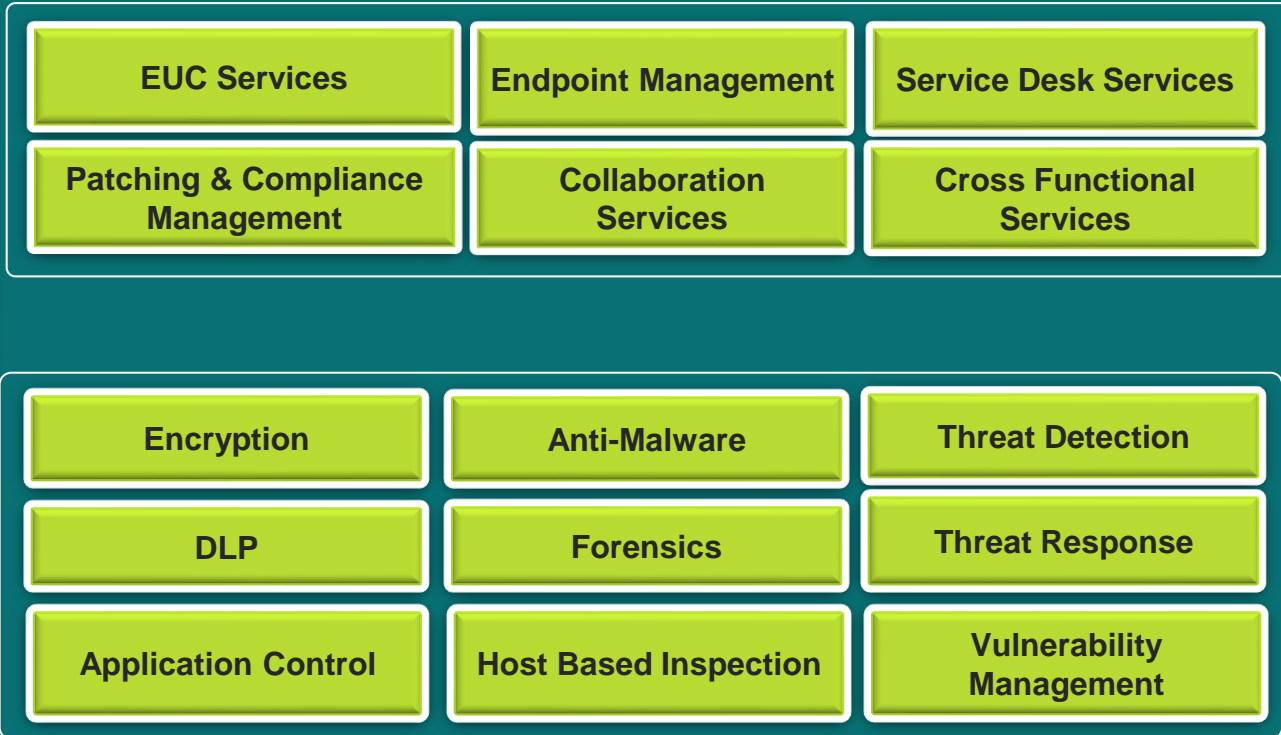 EUC Services
Endpoint Management
Service Desk Services
Patching & Compliance
Management
Collaboration
Services
Cross Functional
Services
Encryption
Anti-Malware
Threat Detection
DLP
Forensics
Threat Response
Application Control
Host Based Inspection
Vulnerability
Management